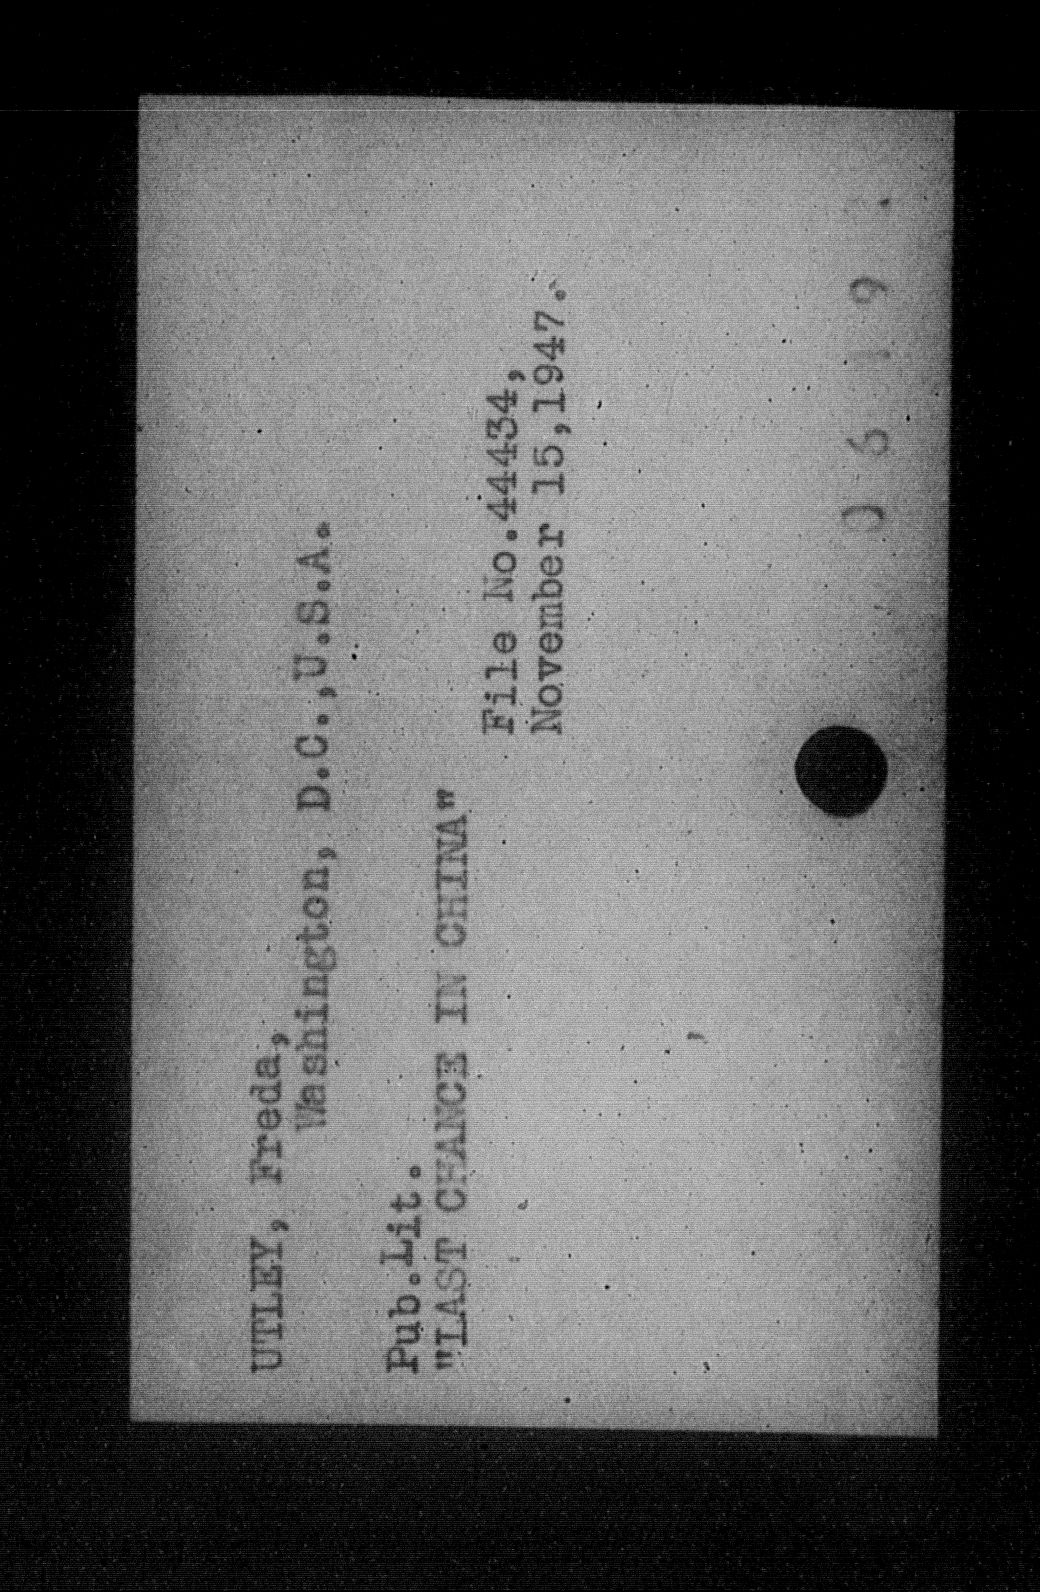 UTLEY, Freda,
Washington, D.C.,U.S.A.
Pub.Lit.
"LAST CHANCE IN CHINA"
File No.44434,
November 15,1947.